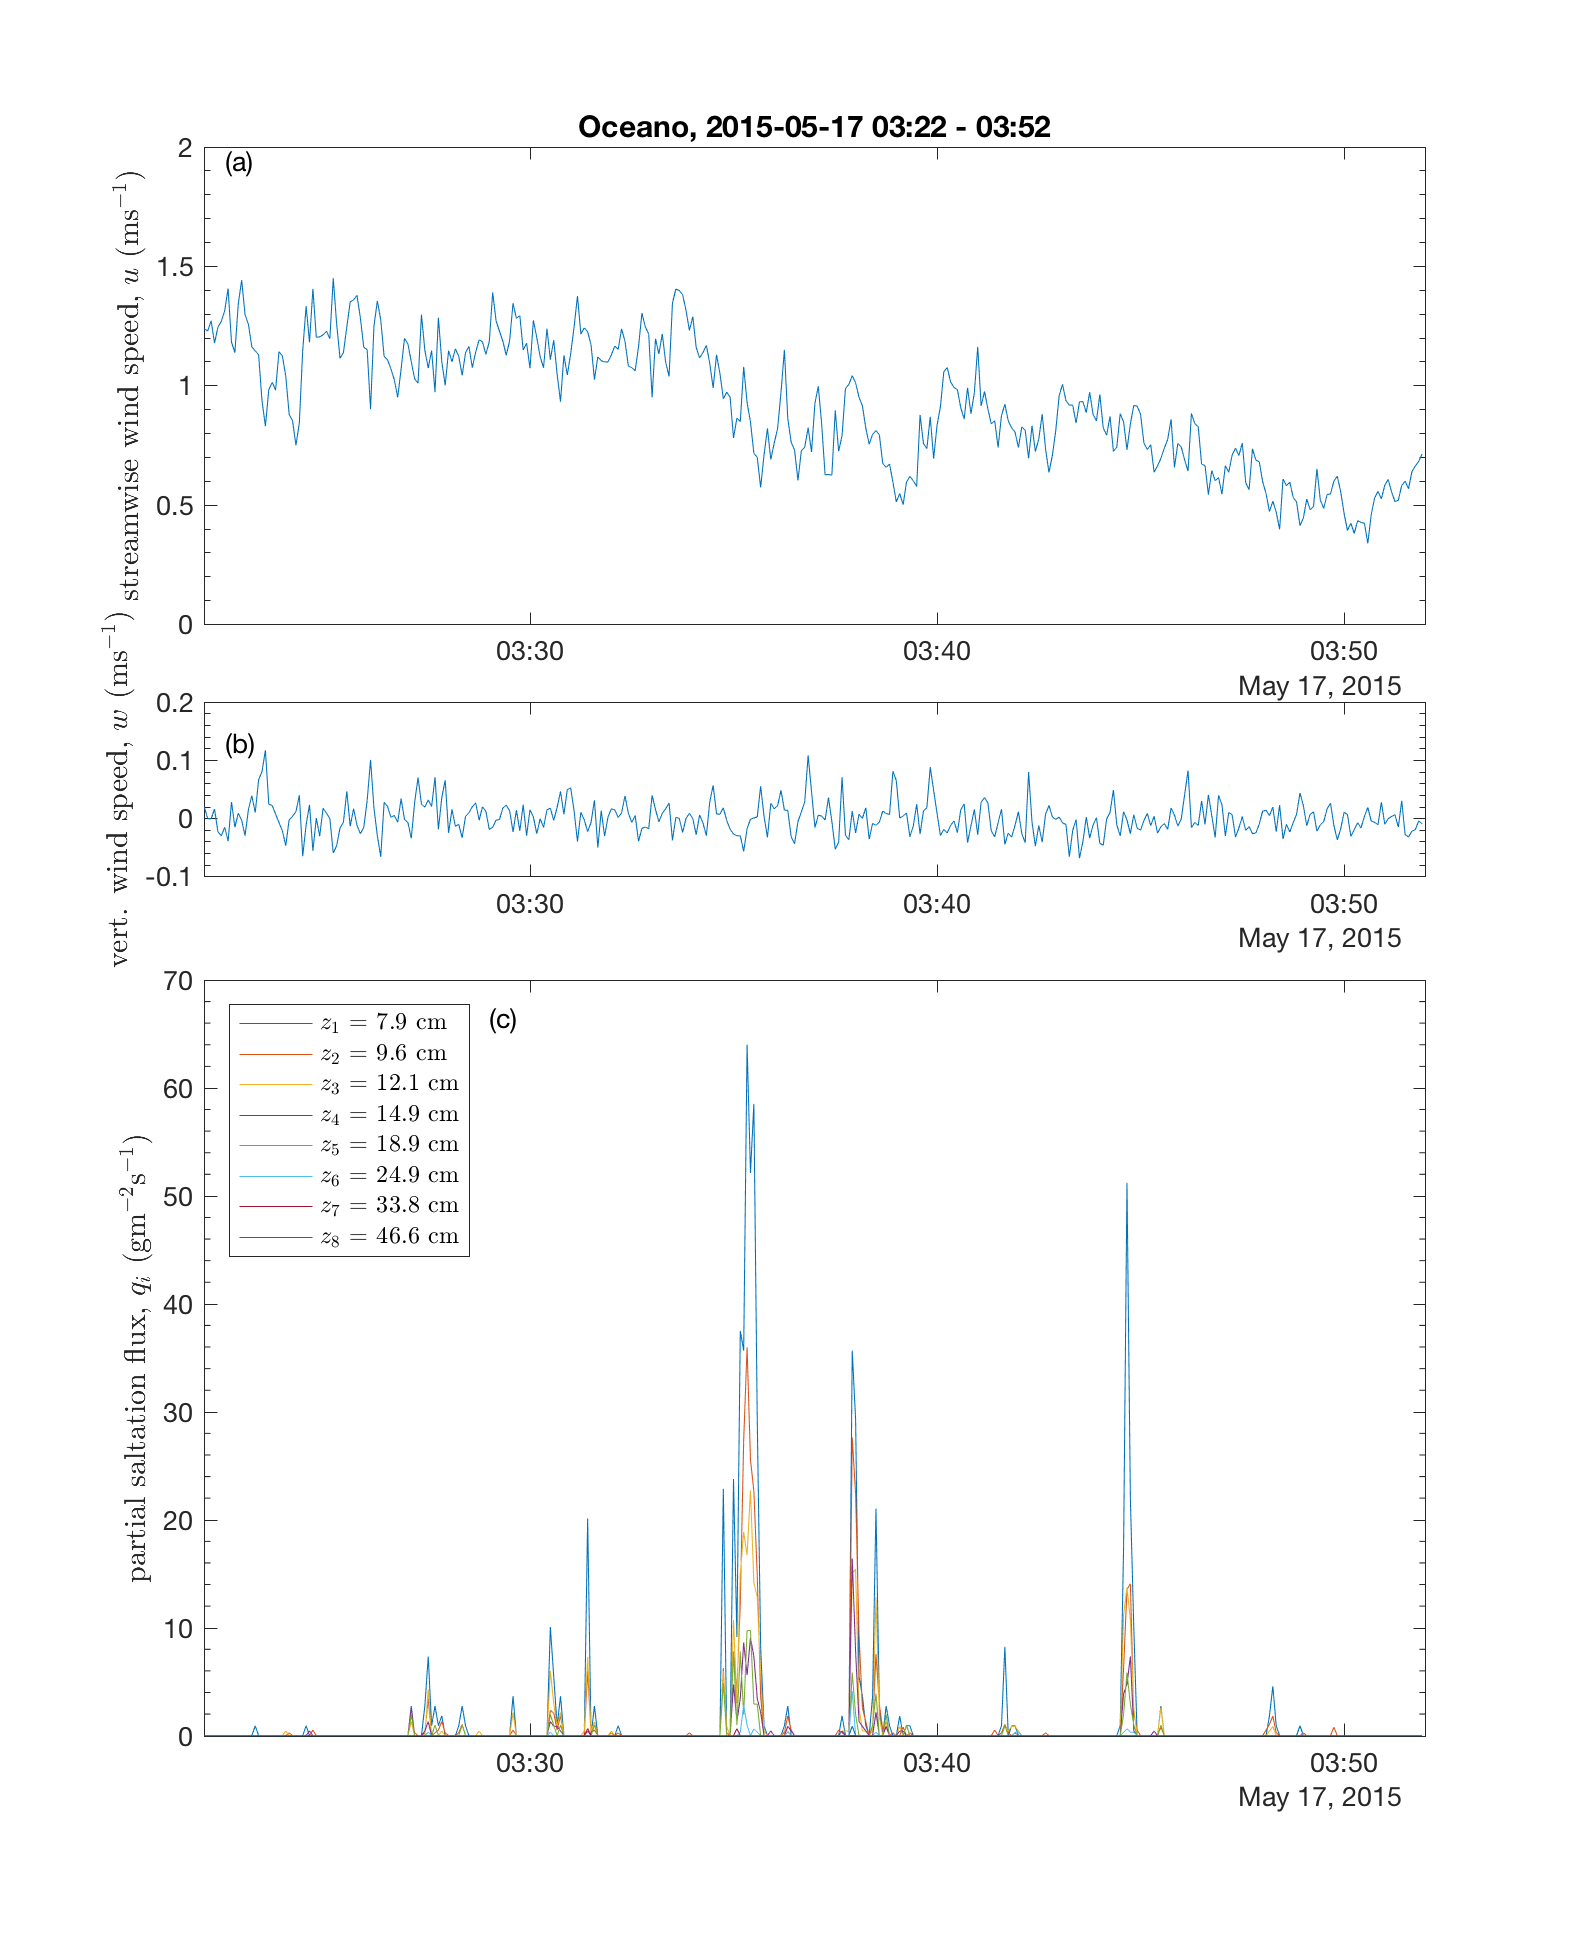 Oceano, 2015-05-17 03:22 - 03:52
(a)
streamwise wind speed, u (ms⁻¹)
2
1.5
1
0.5
0
03:30 03:40 03:50
May 17, 2015
(b)
vert. wind speed, w (ms⁻¹)
0.2
0.1
0
-0.1
03:30 03:40 03:50
May 17, 2015
(c)
partial saltation flux, qᵢ (gm⁻²s⁻¹)
70
60
50
40
30
20
10
0
z₁ = 7.9 cm
z₂ = 9.6 cm
z₃ = 12.1 cm
z₄ = 14.9 cm
z₅ = 18.9 cm
z₆ = 24.9 cm
z₇ = 33.8 cm
z₈ = 46.6 cm
03:30 03:40 03:50
May 17, 2015